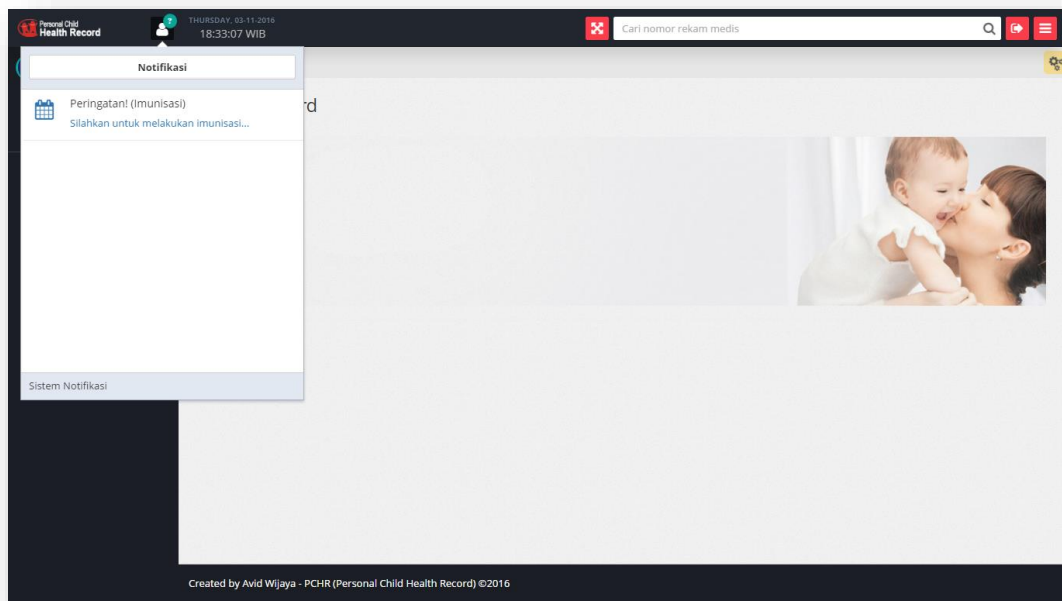 Personal Child
Health Record
?
THURSDAY, 03-11-2016
18:33:07 WIB
Cari nomor rekam medis
Notifikasi
Peringatan! (Imunisasi)
Silahkan untuk melakukan imunisasi...
rd
Sistem Notifikasi
Created by Avid Wijaya - PCHR (Personal Child Health Record) ©2016